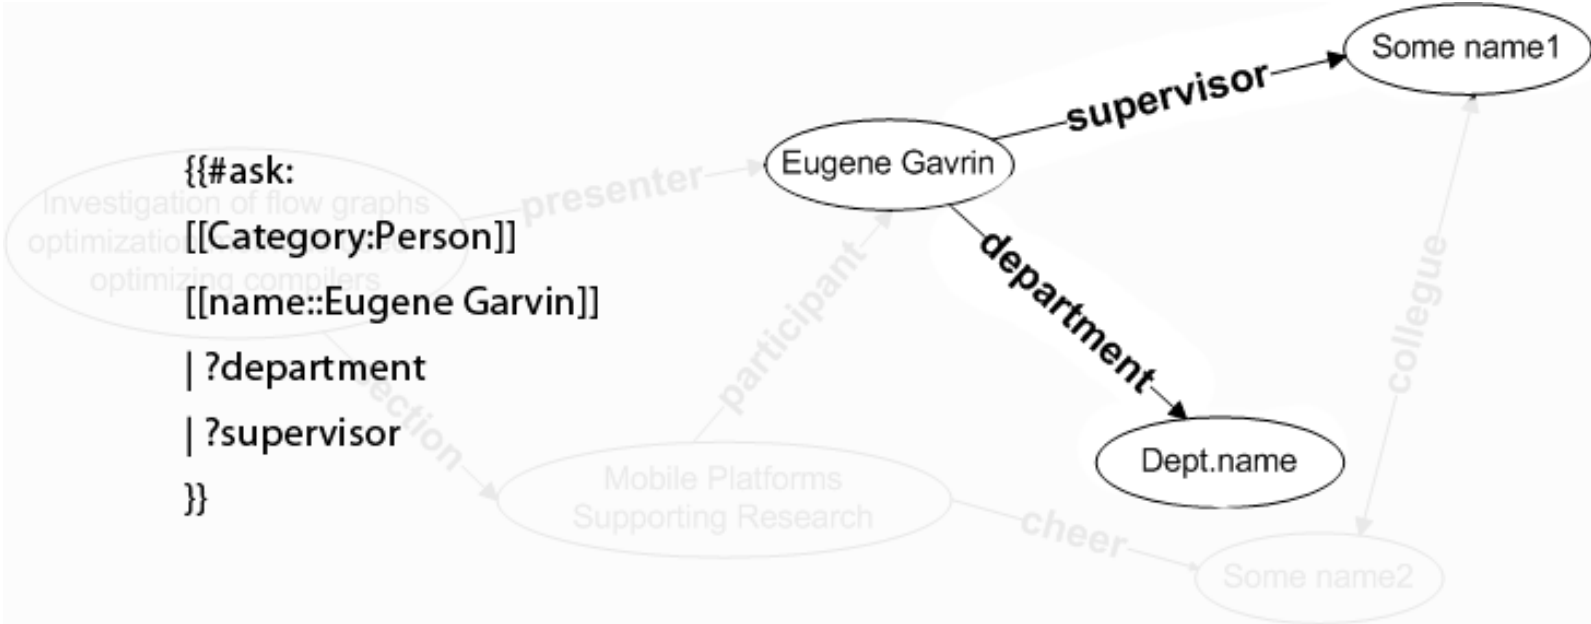 {{#ask:
[[Category:Person]]
[[name::Eugene Garvin]]
| ?department
| ?supervisor
}}
Investigation of flow graphs
optimization
optimizing compilers
presenter
Eugene Gavrin
supervisor
Some name1
department
Dept.name
participant
collegue
Mobile Platforms
Supporting Research
cheer
Some name2